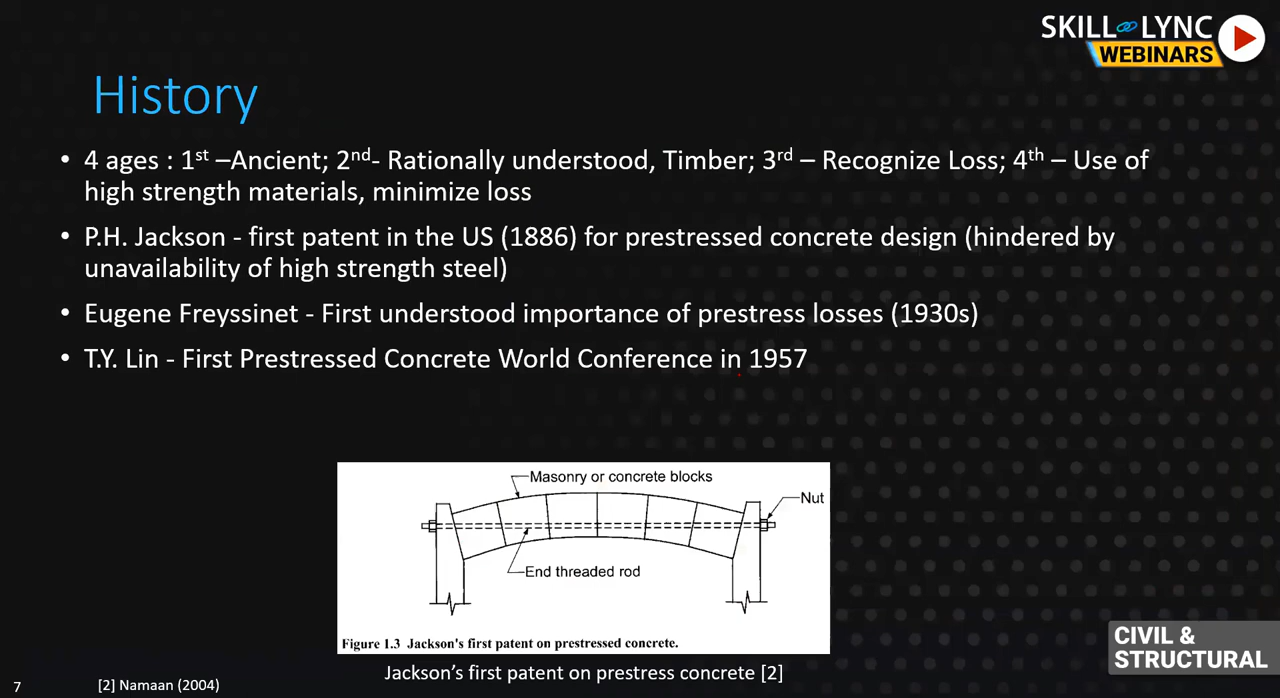 SKILL LYNC
WEBINARS
History
• 4 ages : 1st –Ancient; 2nd- Rationally understood, Timber; 3rd – Recognize Loss; 4th – Use of
high strength materials, minimize loss
• P.H. Jackson - first patent in the US (1886) for prestressed concrete design (hindered by
unavailability of high strength steel)
• Eugene Freyssinet - First understood importance of prestress losses (1930s)
• T.Y. Lin - First Prestressed Concrete World Conference in 1957
Masonry or concrete blocks
Nut
End threaded rod
Figure 1.3 Jackson's first patent on prestressed concrete.
Jackson's first patent on prestress concrete [2]
CIVIL &
STRUCTURAL
7
[2] Namaan (2004)